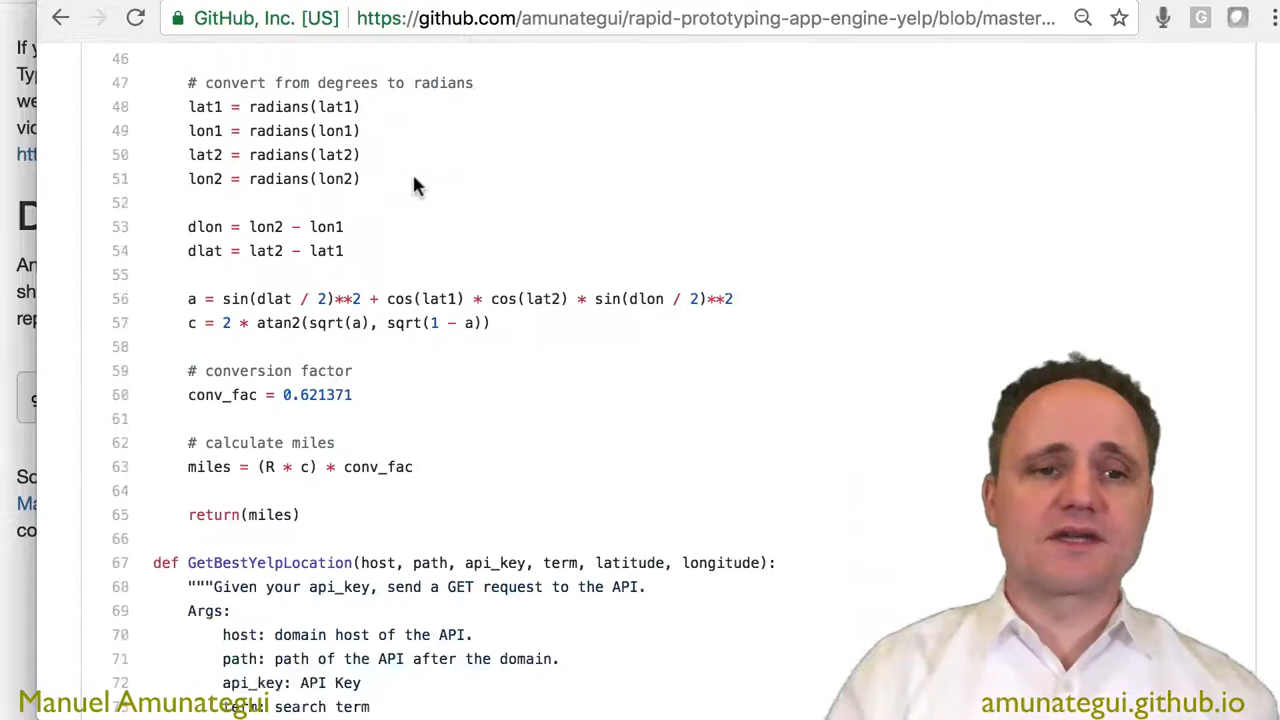 GitHub, Inc. [US] https://github.com/amunategui/rapid-prototyping-app-engine-yelp/blob/master...
46
47 # convert from degrees to radians
48 lat1 = radians(lat1)
49 lon1 = radians(lon1)
50 lat2 = radians(lat2)
51 lon2 = radians(lon2)
52
53 dlon = lon2 - lon1
54 dlat = lat2 - lat1
55
56 a = sin(dlat / 2)**2 + cos(lat1) * cos(lat2) * sin(dlon / 2)**2
57 c = 2 * atan2(sqrt(a), sqrt(1 - a))
58
59 # conversion factor
60 conv_fac = 0.621371
61
62 # calculate miles
63 miles = (R * c) * conv_fac
64
65 return(miles)
66
67 def GetBestYelpLocation(host, path, api_key, term, latitude, longitude):
68 """Given your api_key, send a GET request to the API.
69 Args:
70 host: domain host of the API.
71 path: path of the API after the domain.
72 api_key: API Key
search term
Manuel Amunategui
amunategui.github.io